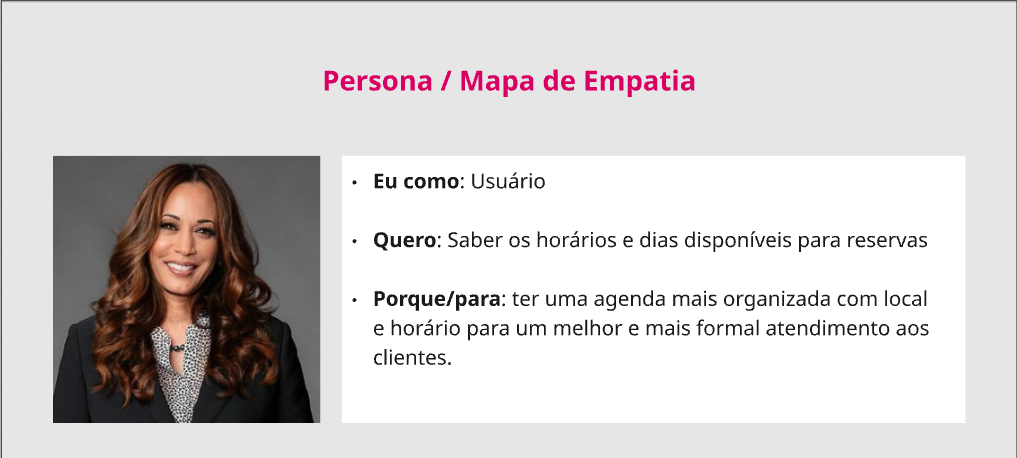 Persona / Mapa de Empatia
• Eu como: Usuário
• Quero: Saber os horários e dias disponíveis para reservas
• Porque/para: ter uma agenda mais organizada com local
e horário para um melhor e mais formal atendimento aos
clientes.